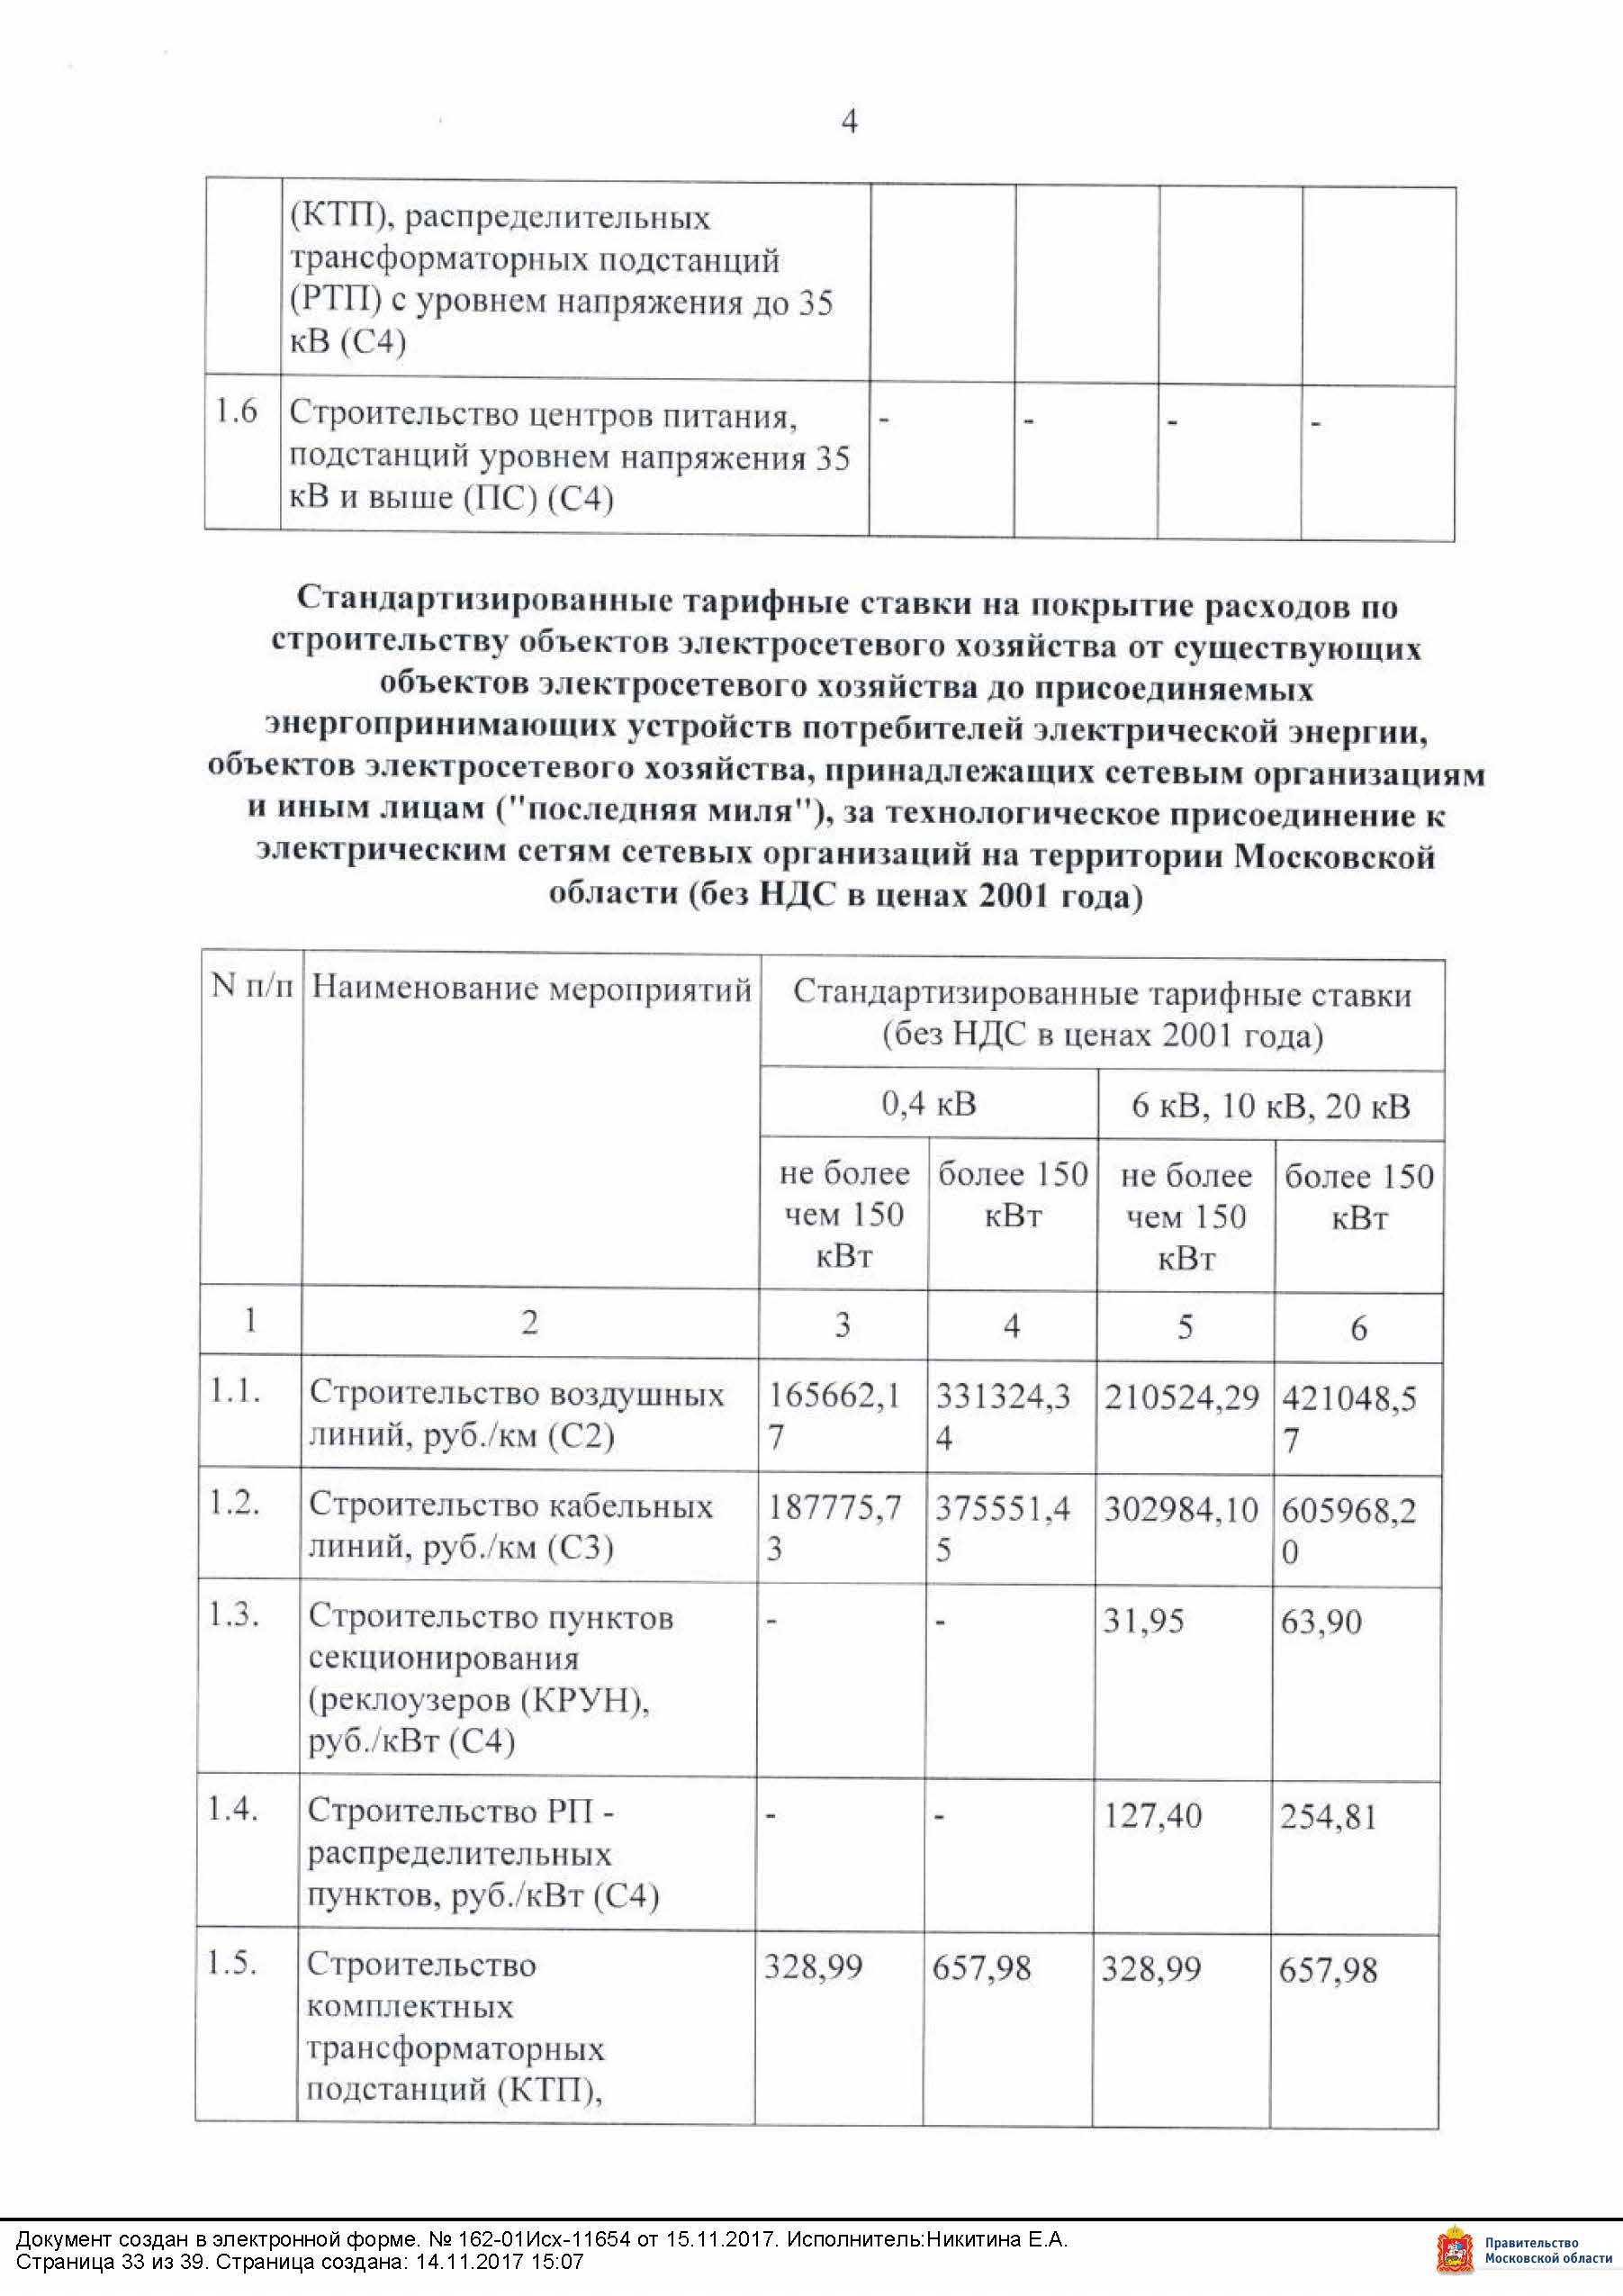 4
(КТП), распределительных
трансформаторных подстанций
(РТП) с уровнем напряжения до 35
кВ (С4)
1.6 Строительство центров питания, - - - -
подстанций уровнем напряжения 35
кВ и выше (ПС) (С4)
Стандартизированные тарифные ставки на покрытие расходов по
строительству объектов электросетевого хозяйства от существующих
объектов электросетевого хозяйства до присоединяемых
энергопринимающих устройств потребителей электрической энергии,
объектов электросетевого хозяйства, принадлежащих сетевым организациям
и иным лицам ("последняя миля"), за технологическое присоединение к
электрическим сетям сетевых организаций на территории Московской
области (без НДС в ценах 2001 года)
N п/п Наименование мероприятий Стандартизированные тарифные ставки
(без НДС в ценах 2001 года)
0,4 кВ 6 кВ, 10 кВ, 20 кВ
не более более 150 не более более 150
чем 150 кВт чем 150 кВт
кВт кВт
1 2 3 4 5 6
1.1. Строительство воздушных 165662,1 331324,3 210524,29 421048,5
линий, руб./км (С2) 7 4 7
1.2. Строительство кабельных 187775,7 375551,4 302984,10 605968,2
линий, руб./км (С3) 3 5 0
1.3. Строительство пунктов - - 31,95 63,90
секционирования
(реклоузеров (КРУН),
руб./кВт (С4)
1.4. Строительство РП - - - 127,40 254,81
распределительных
пунктов, руб./кВт (С4)
1.5. Строительство 328,99 657,98 328,99 657,98
комплектных
трансформаторных
подстанций (КТП),
Документ создан в электронной форме. № 162-01Исх-11654 от 15.11.2017. Исполнитель:Никитина Е.А.
Страница 33 из 39. Страница создана: 14.11.2017 15:07
Правительство
Московской области